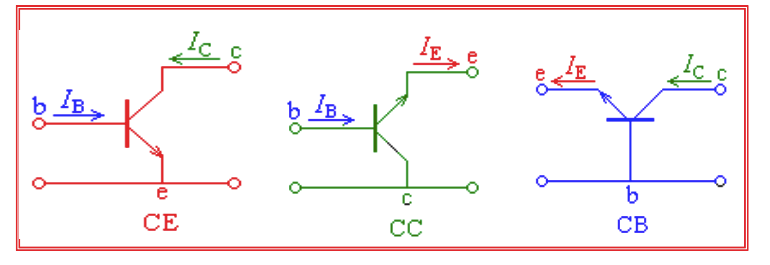 b I_B I_C c
e
CE
b I_B I_E e
c
CC
e I_E I_C c
b
CB